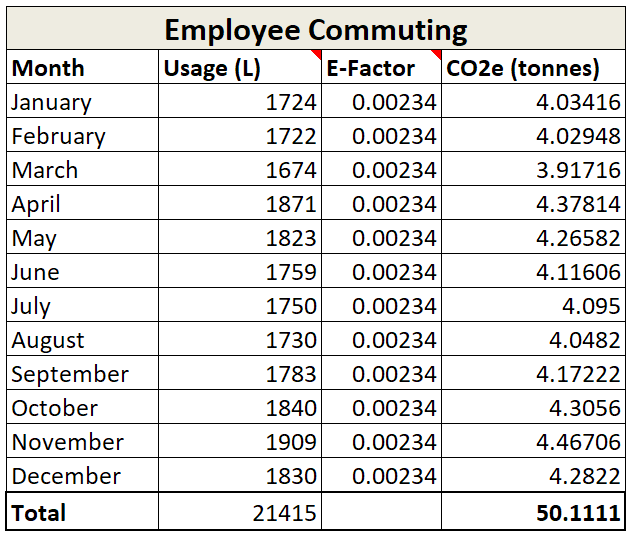 Employee Commuting
Month Usage (L) E-Factor CO2e (tonnes)
January 1724 0.00234 4.03416
February 1722 0.00234 4.02948
March 1674 0.00234 3.91716
April 1871 0.00234 4.37814
May 1823 0.00234 4.26582
June 1759 0.00234 4.11606
July 1750 0.00234 4.095
August 1730 0.00234 4.0482
September 1783 0.00234 4.17222
October 1840 0.00234 4.3056
November 1909 0.00234 4.46706
December 1830 0.00234 4.2822
Total 21415 50.1111